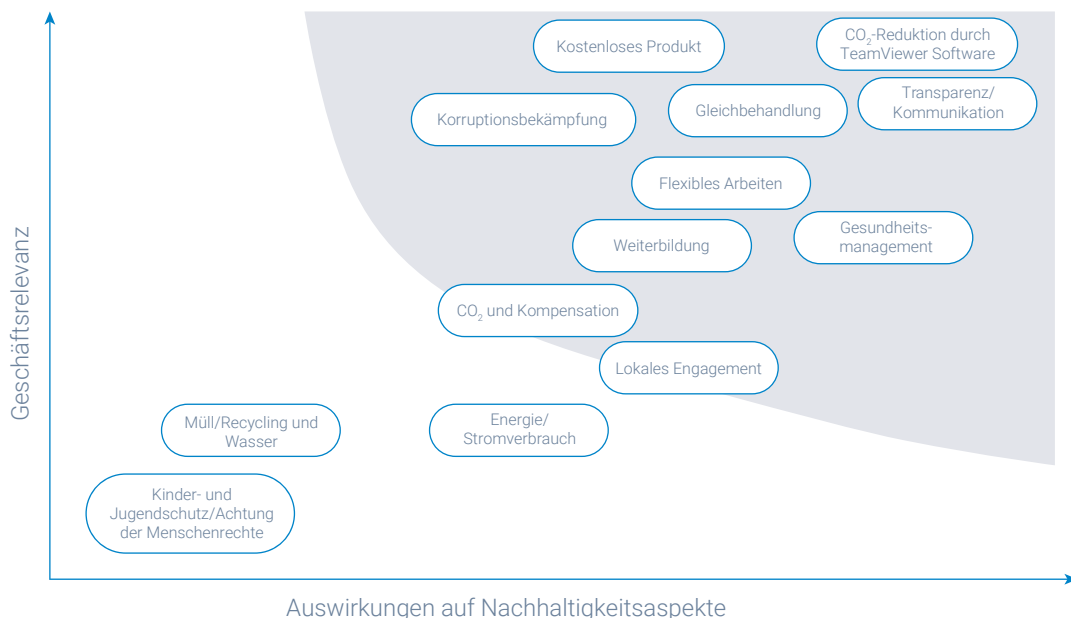 Geschäftsrelevanz
Kostenloses Produkt
CO₂-Reduktion durch
TeamViewer Software
Korruptionsbekämpfung
Gleichbehandlung
Transparenz/
Kommunikation
Flexibles Arbeiten
Weiterbildung
Gesundheits-
management
CO₂ und Kompensation
Lokales Engagement
Müll/Recycling und
Wasser
Energie/
Stromverbrauch
Kinder- und
Jugendschutz/Achtung
der Menschenrechte
Auswirkungen auf Nachhaltigkeitsaspekte